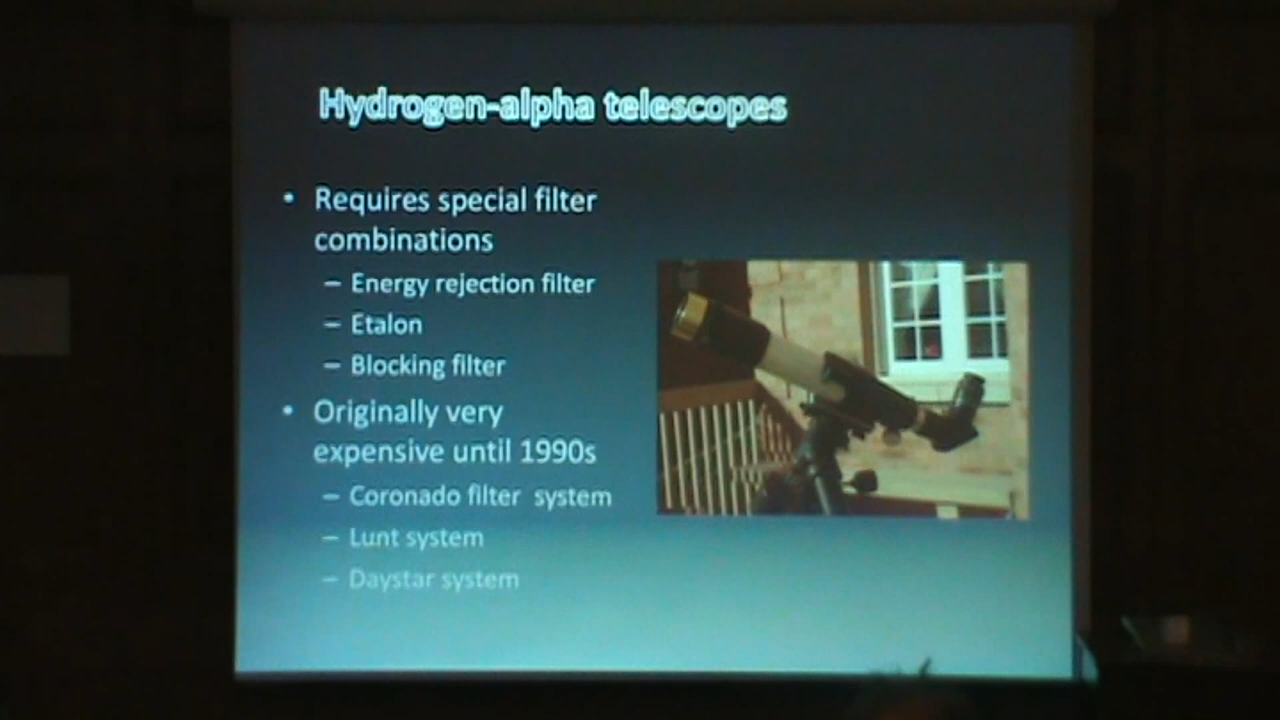 Hydrogen-alpha telescopes
• Requires special filter
combinations
– Energy rejection filter
– Etalon
– Blocking filter
• Originally very
expensive until 1990s
– Coronado filter system
– Lunt system
– Daystar system